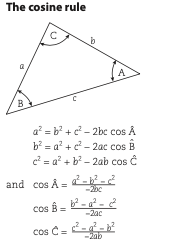 The cosine rule
C
b
a
A
B
c
a² = b² + c² – 2bc cos Â
b² = a² + c² – 2ac cos B̂
c² = a² + b² – 2ab cos Ĉ
and cos Â = (a² – b² – c²)/(–2bc)
cos B̂ = (b² – a² – c²)/(–2ac)
cos Ĉ = (c² – a² – b²)/(–2ab)